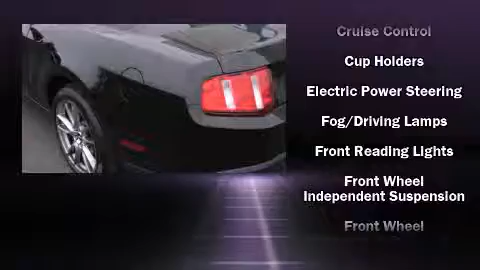 Cruise Control
Cup Holders
Electric Power Steering
Fog/Driving Lamps
Front Reading Lights
Front Wheel
Independent Suspension
Front Wheel